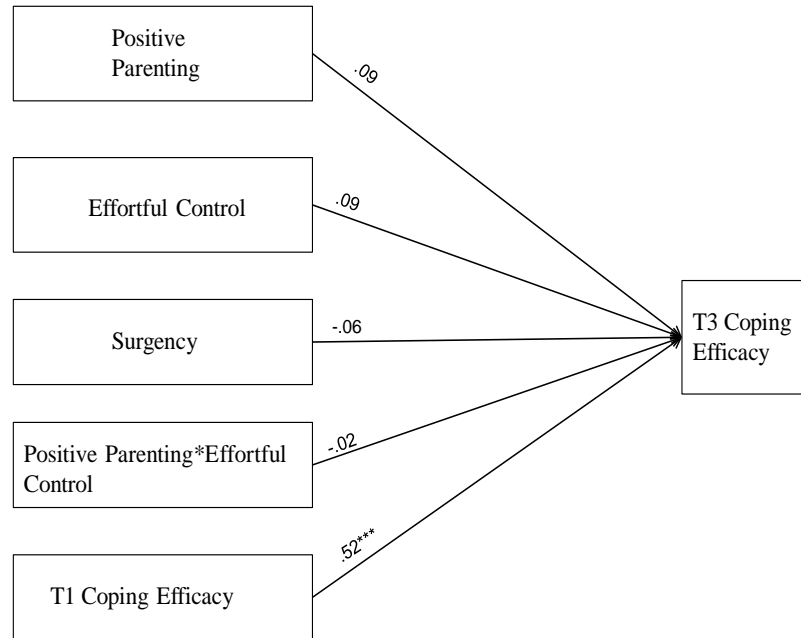 Positive
Parenting
.09
Effortful Control
.09
Surgency
-.06
T3 Coping
Efficacy
Positive Parenting*Effortful
Control
-.02
T1 Coping Efficacy
.52***